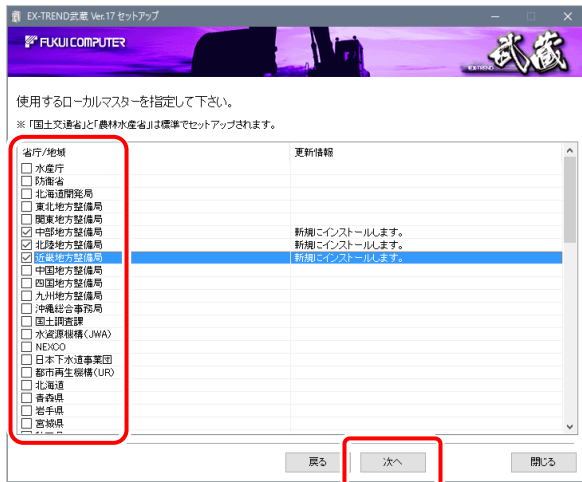 EX-TREND武蔵 Ver.17 セットアップ
FUKUI COMPUTER
EX-TREND
武蔵
使用するローカルマスターを指定して下さい。
※「国土交通省」と「農林水産省」は標準でセットアップされます。
省庁/地域 更新情報
水産庁
防衛省
北海道開発局
東北地方整備局
関東地方整備局
中部地方整備局 新規にインストールします。
北陸地方整備局 新規にインストールします。
近畿地方整備局 新規にインストールします。
中国地方整備局
四国地方整備局
九州地方整備局
沖縄総合事務局
国土調査課
水資源機構(JWA)
NEXCO
日本下水道事業団
都市再生機構(UR)
北海道
青森県
岩手県
宮城県
戻る 次へ 閉じる